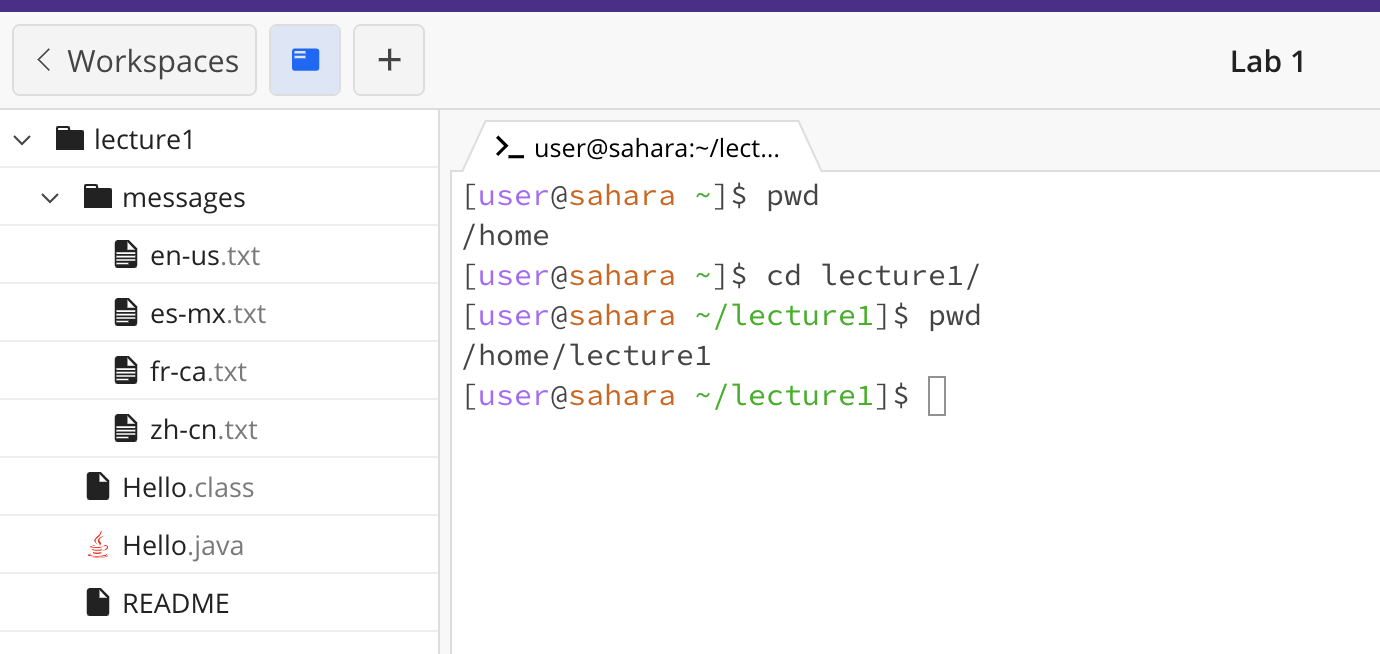 Workspaces
+
Lab 1
lecture1
messages
en-us.txt
es-mx.txt
fr-ca.txt
zh-cn.txt
Hello.class
Hello.java
README
user@sahara:~/lect...
[user@sahara ~]$ pwd
/home
[user@sahara ~]$ cd lecture1/
[user@sahara ~/lecture1]$ pwd
/home/lecture1
[user@sahara ~/lecture1]$